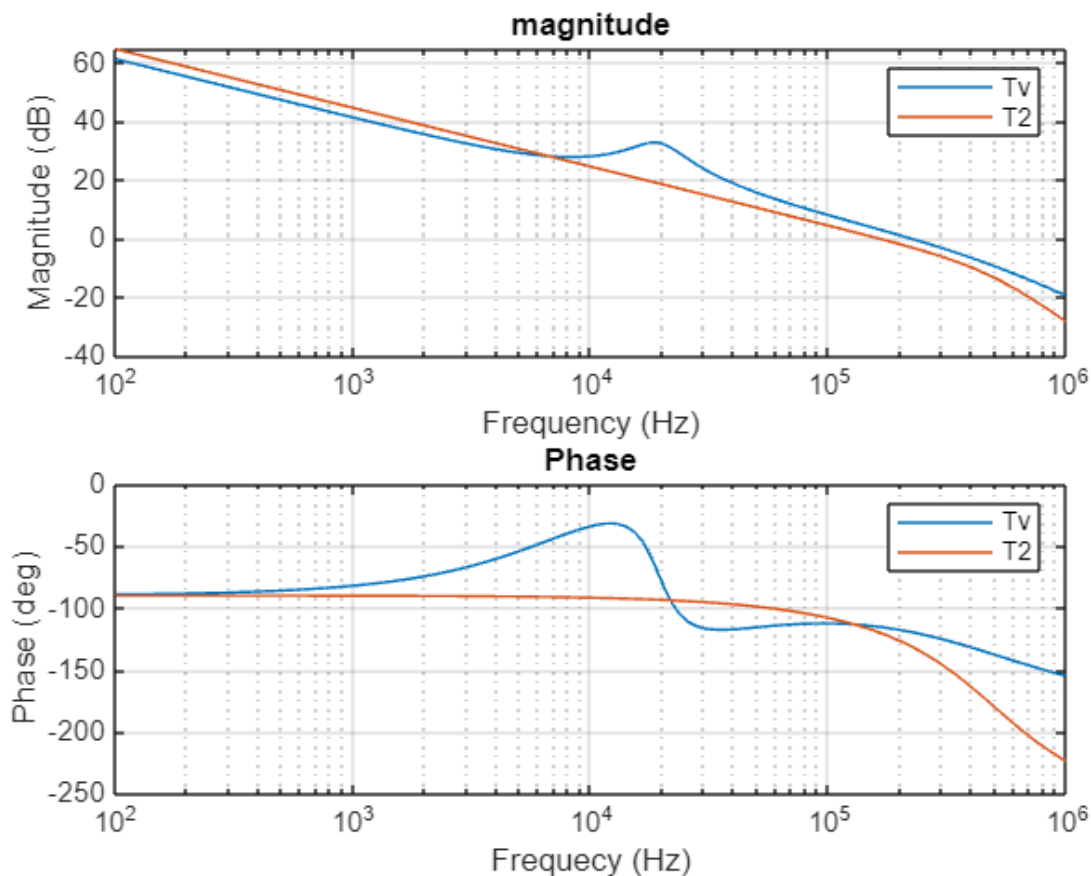 magnitude
Magnitude (dB)
60
40
20
0
-20
-40
Tv
T2
10^2
10^3
10^4
10^5
10^6
Frequency (Hz)
Phase
Phase (deg)
0
-50
-100
-150
-200
-250
Tv
T2
10^2
10^3
10^4
10^5
10^6
Frequecy (Hz)